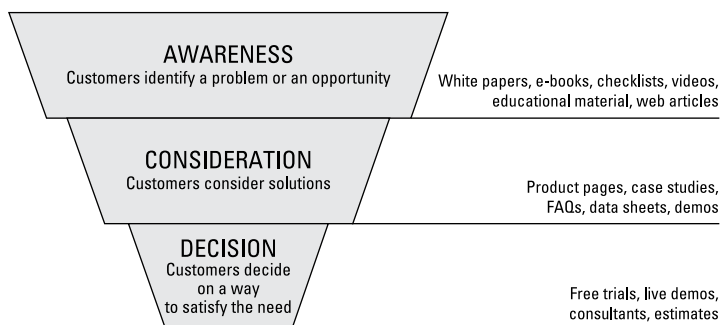 AWARENESS
Customers identify a problem or an opportunity
White papers, e-books, checklists, videos,
educational material, web articles
CONSIDERATION
Customers consider solutions
Product pages, case studies,
FAQs, data sheets, demos
DECISION
Customers decide
on a way
to satisfy the need
Free trials, live demos,
consultants, estimates